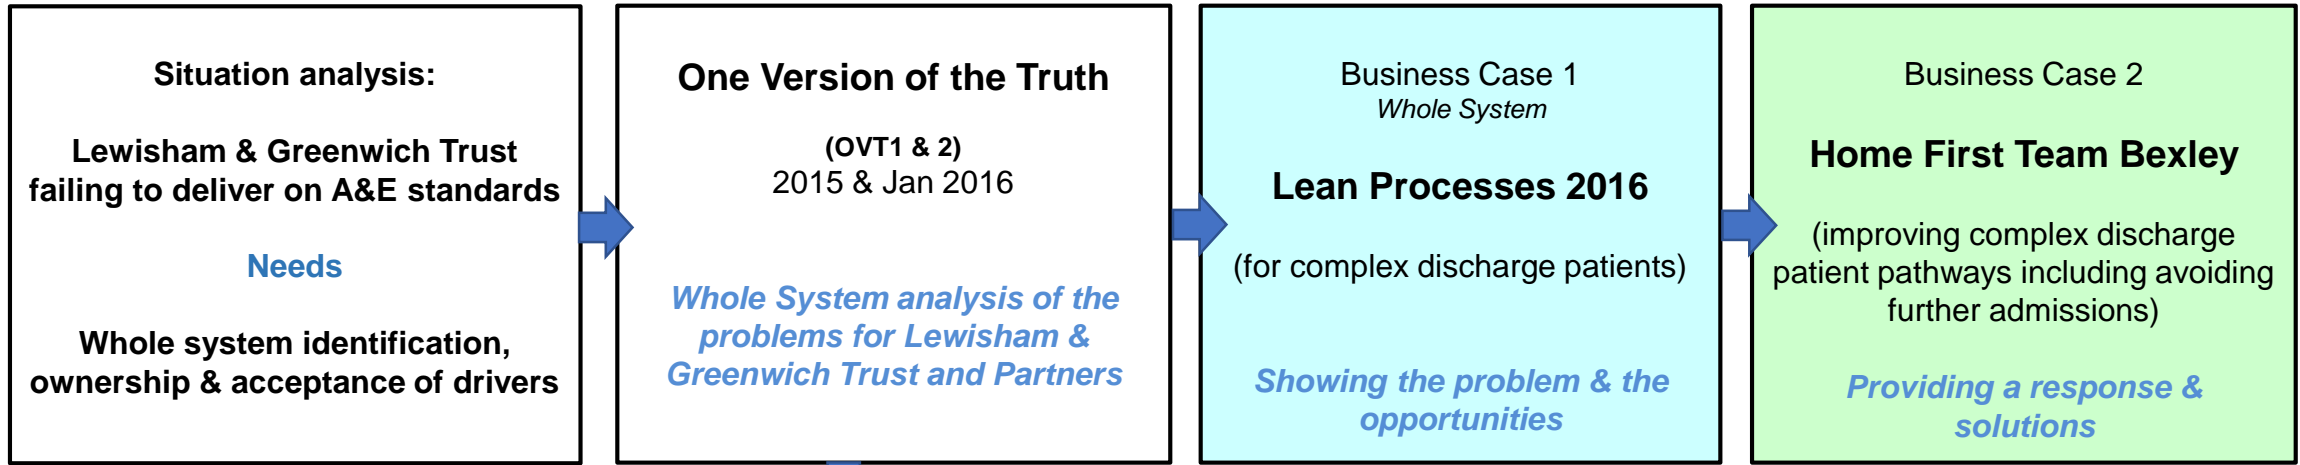 Situation analysis:
Lewisham & Greenwich Trust
failing to deliver on A&E standards
Needs
Whole system identification,
ownership & acceptance of drivers
One Version of the Truth
(OVT1 & 2)
2015 & Jan 2016
Whole System analysis of the
problems for Lewisham &
Greenwich Trust and Partners
Business Case 1
Whole System
Lean Processes 2016
(for complex discharge patients)
Showing the problem & the
opportunities
Business Case 2
Home First Team Bexley
(improving complex discharge
patient pathways including avoiding
further admissions)
Providing a response &
solutions